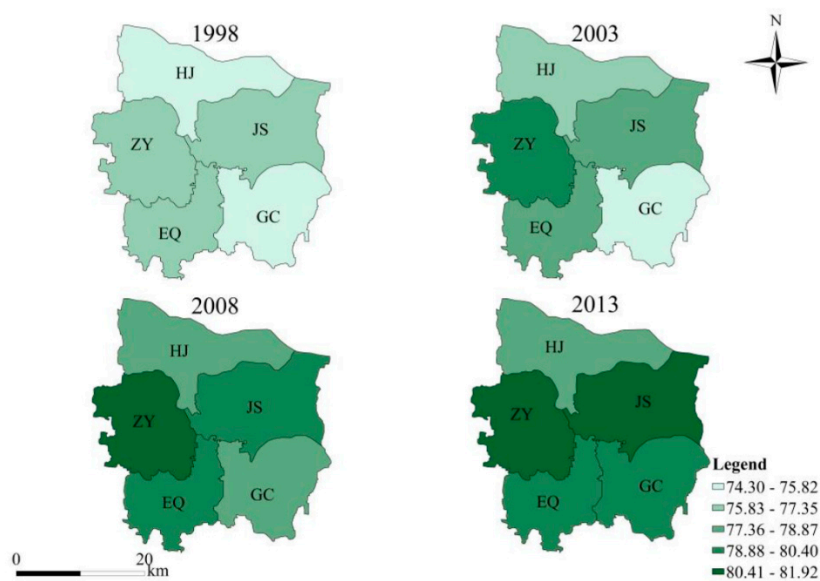 1998
HJ
ZY
JS
EQ
GC
2003
HJ
ZY
JS
EQ
GC
N
2008
HJ
ZY
JS
EQ
GC
2013
HJ
ZY
JS
EQ
GC
Legend
74.30 - 75.82
75.83 - 77.35
77.36 - 78.87
78.88 - 80.40
80.41 - 81.92
0 20
km